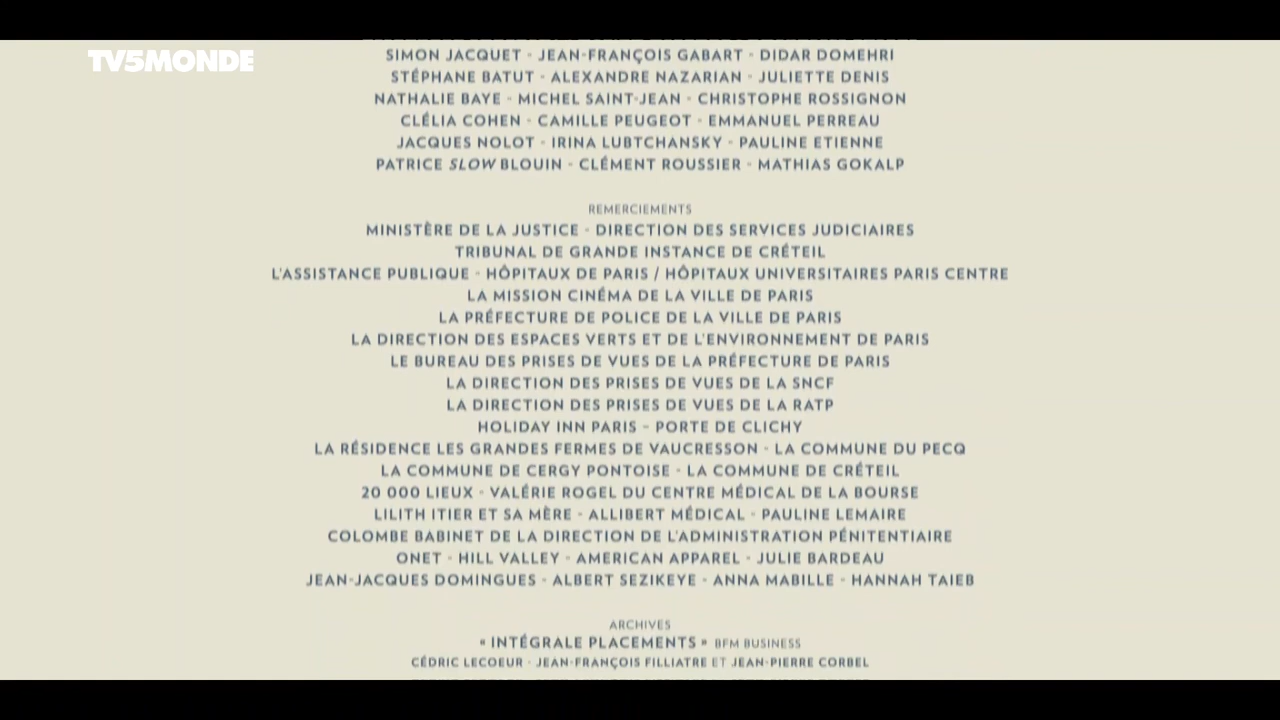 TV5MONDE
SIMON JACQUET - JEAN-FRANÇOIS GABART - DIDAR DOMEHRI
STÉPHANE BATUT - ALEXANDRE NAZARIAN - JULIETTE DENIS
NATHALIE BAYE - MICHEL SAINT-JEAN - CHRISTOPHE ROSSIGNON
CLÉLIA COHEN - CAMILLE PEUGEOT - EMMANUEL PERREAU
JACQUES NOLOT - IRINA LUBTCHANSKY - PAULINE ETIENNE
PATRICE SLOW BLOUIN - CLÉMENT ROUSSIER - MATHIAS GOKALP
REMERCIEMENTS
MINISTÈRE DE LA JUSTICE - DIRECTION DES SERVICES JUDICIAIRES
TRIBUNAL DE GRANDE INSTANCE DE CRÉTEIL
L'ASSISTANCE PUBLIQUE - HÔPITAUX DE PARIS / HÔPITAUX UNIVERSITAIRES PARIS CENTRE
LA MISSION CINÉMA DE LA VILLE DE PARIS
LA PRÉFECTURE DE POLICE DE LA VILLE DE PARIS
LA DIRECTION DES ESPACES VERTS ET DE L'ENVIRONNEMENT DE PARIS
LE BUREAU DES PRISES DE VUES DE LA PRÉFECTURE DE PARIS
LA DIRECTION DES PRISES DE VUES DE LA SNCF
LA DIRECTION DES PRISES DE VUES DE LA RATP
HOLIDAY INN PARIS - PORTE DE CLICHY
LA RÉSIDENCE LES GRANDES FERMES DE VAUCRESSON - LA COMMUNE DU PECQ
LA COMMUNE DE CERGY PONTOISE - LA COMMUNE DE CRÉTEIL
20 000 LIEUX - VALÉRIE ROGEL DU CENTRE MÉDICAL DE LA BOURSE
LILITH ITIER ET SA MÈRE - ALLIBERT MÉDICAL - PAULINE LEMAIRE
COLOMBE BABINET DE LA DIRECTION DE L'ADMINISTRATION PÉNITENTIAIRE
ONET - HILL VALLEY - AMERICAN APPAREL - JULIE BARDEAU
JEAN-JACQUES DOMINGUES - ALBERT SEZIKEYE - ANNA MABILLE - HANNAH TAIEB
ARCHIVES
« INTÉGRALE PLACEMENTS » BFM BUSINESS
CÉDRIC LECOEUR - JEAN-FRANÇOIS FILLIATRE ET JEAN-PIERRE CORBEL